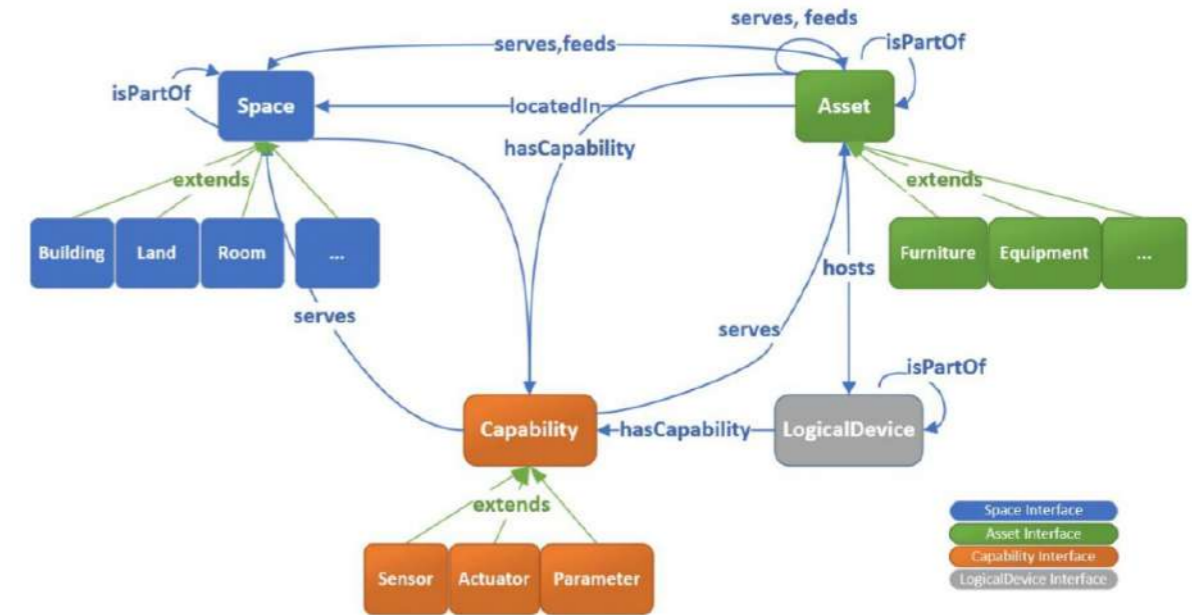 serves, feeds
serves,feeds
isPartOf
isPartOf
Space
locatedIn
Asset
hasCapability
extends
extends
Building
Land
Room
...
hosts
Furniture
Equipment
...
serves
serves
isPartOf
Capability
hasCapability
LogicalDevice
extends
Space Interface
Asset Interface
Capability Interface
LogicalDevice Interface
Sensor
Actuator
Parameter